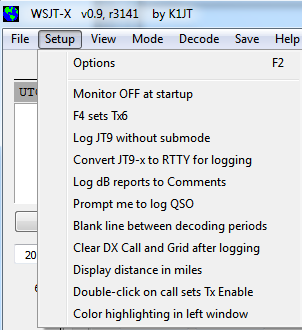 WSJT-X v0.9, r3141 by K1JT
File Setup View Mode Decode Save Help
Options F2
Monitor OFF at startup
UTC
F4 sets Tx6
Log JT9 without submode
Convert JT9-x to RTTY for logging
Log dB reports to Comments
Prompt me to log QSO
Blank line between decoding periods
Clear DX Call and Grid after logging
20
Display distance in miles
6
Double-click on call sets Tx Enable
Color highlighting in left window